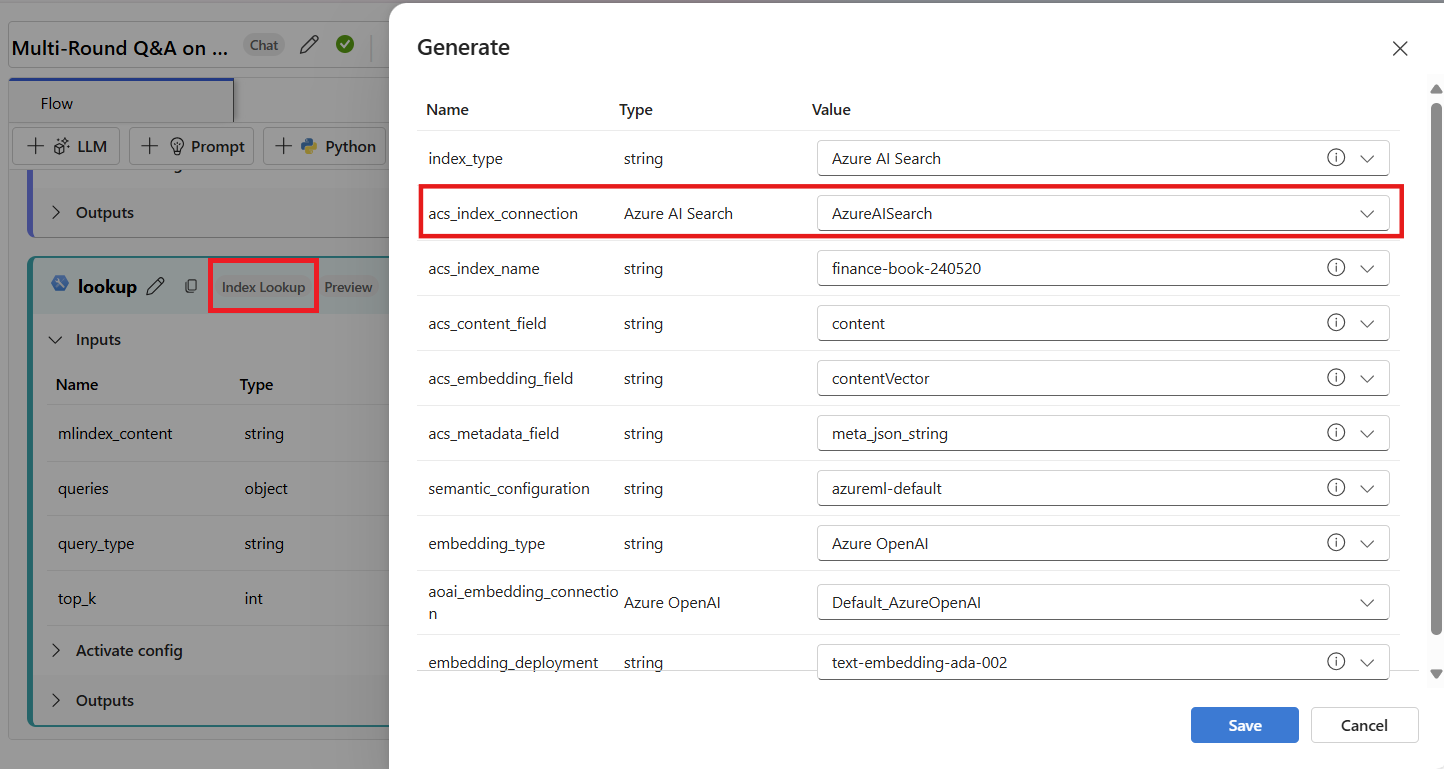 Multi-Round Q&A on ... Chat
Flow
LLM Prompt Python
Outputs
lookup Index Lookup Preview
Inputs
Name Type
mlindex_content string
queries object
query_type string
top_k int
Activate config
Outputs
Generate
Name Type Value
index_type string Azure AI Search
acs_index_connection Azure AI Search AzureAISearch
acs_index_name string finance-book-240520
acs_content_field string content
acs_embedding_field string contentVector
acs_metadata_field string meta_json_string
semantic_configuration string azureml-default
embedding_type string Azure OpenAI
aoai_embedding_connectio
n Azure OpenAI Default_AzureOpenAI
embedding_deployment string text-embedding-ada-002
Save Cancel